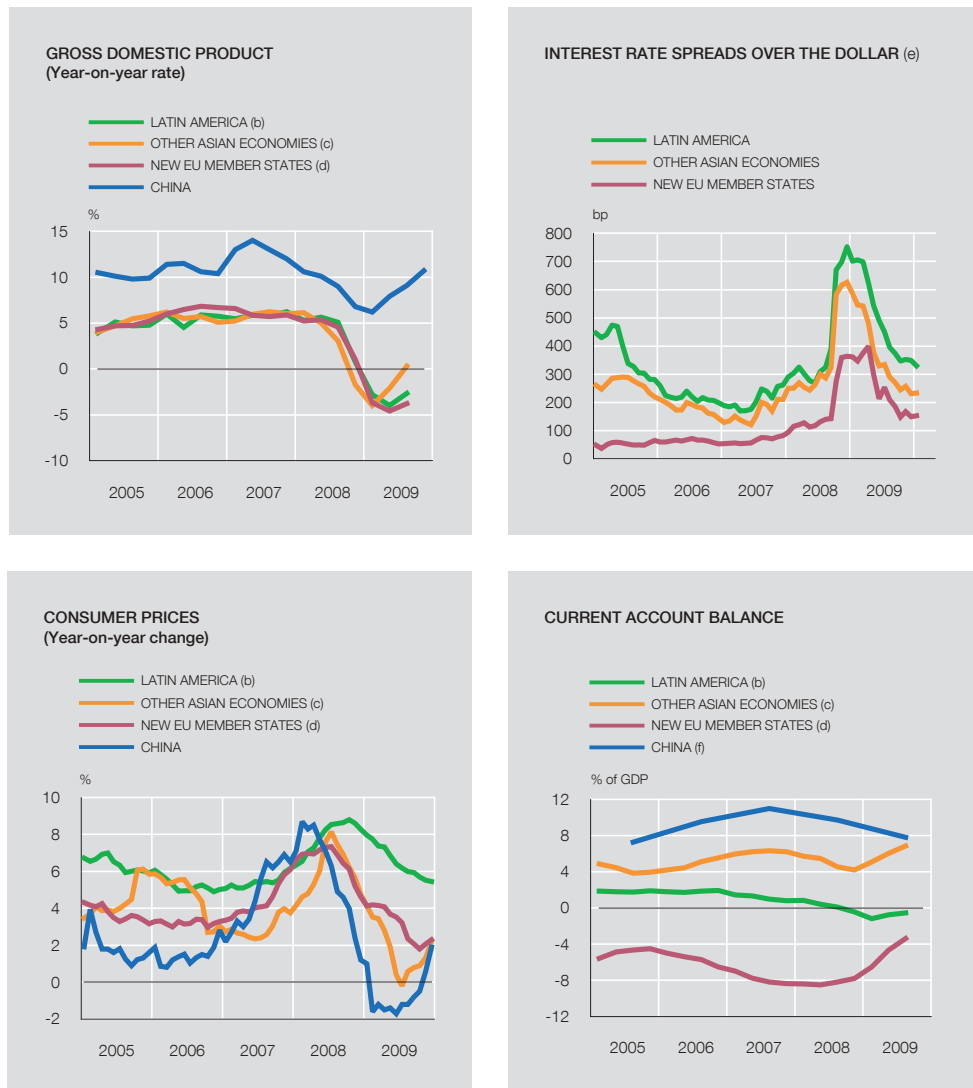 GROSS DOMESTIC PRODUCT
(Year-on-year rate)
LATIN AMERICA (b)
OTHER ASIAN ECONOMIES (c)
NEW EU MEMBER STATES (d)
CHINA
%
15
10
5
0
-5
-10
2005 2006 2007 2008 2009
INTEREST RATE SPREADS OVER THE DOLLAR (e)
LATIN AMERICA
OTHER ASIAN ECONOMIES
NEW EU MEMBER STATES
bp
800
700
600
500
400
300
200
100
0
2005 2006 2007 2008 2009
CONSUMER PRICES
(Year-on-year change)
LATIN AMERICA (b)
OTHER ASIAN ECONOMIES (c)
NEW EU MEMBER STATES (d)
CHINA
%
10
8
6
4
2
0
-2
2005 2006 2007 2008 2009
CURRENT ACCOUNT BALANCE
LATIN AMERICA (b)
OTHER ASIAN ECONOMIES (c)
NEW EU MEMBER STATES (d)
CHINA (f)
% of GDP
12
8
4
0
-4
-8
-12
2005 2006 2007 2008 2009